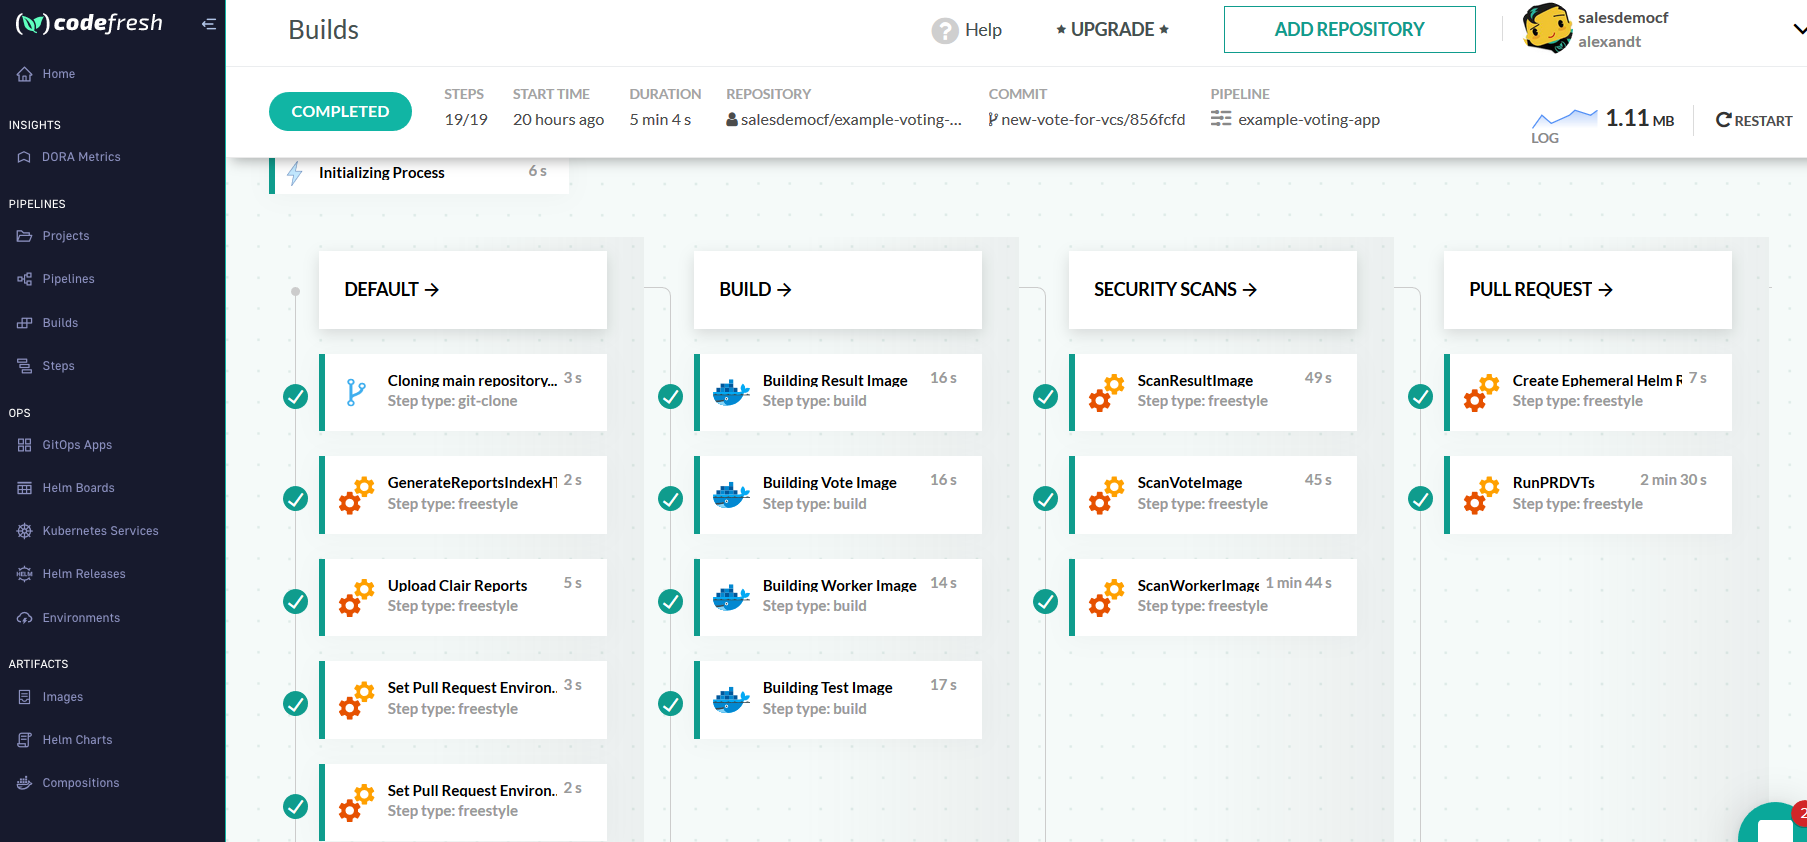 codefresh
Home
INSIGHTS
DORA Metrics
PIPELINES
Projects
Pipelines
Builds
Steps
OPS
GitOps Apps
Helm Boards
Kubernetes Services
HELM
Helm Releases
Environments
ARTIFACTS
Images
Helm Charts
Compositions
Builds
? Help
★ UPGRADE ★
ADD REPOSITORY
salesdemocf
alexandt
COMPLETED
STEPS
19/19
START TIME
20 hours ago
DURATION
5 min 4 s
REPOSITORY
salesdemocf/example-voting-...
COMMIT
new-vote-for-vcs/856fcfd
PIPELINE
example-voting-app
LOG
1.11 MB
RESTART
Initializing Process 6 s
DEFAULT →
Cloning main repository... 3 s
Step type: git-clone
GenerateReportsIndexHT 2 s
Step type: freestyle
Upload Clair Reports 5 s
Step type: freestyle
Set Pull Request Environ.. 3 s
Step type: freestyle
Set Pull Request Environ.. 2 s
Step type: freestyle
BUILD →
Building Result Image 16 s
Step type: build
Building Vote Image 16 s
Step type: build
Building Worker Image 14 s
Step type: build
Building Test Image 17 s
Step type: build
SECURITY SCANS →
ScanResultImage 49 s
Step type: freestyle
ScanVoteImage 45 s
Step type: freestyle
ScanWorkerImage 1 min 44 s
Step type: freestyle
PULL REQUEST →
Create Ephemeral Helm R 7 s
Step type: freestyle
RunPRDVTs 2 min 30 s
Step type: freestyle
2